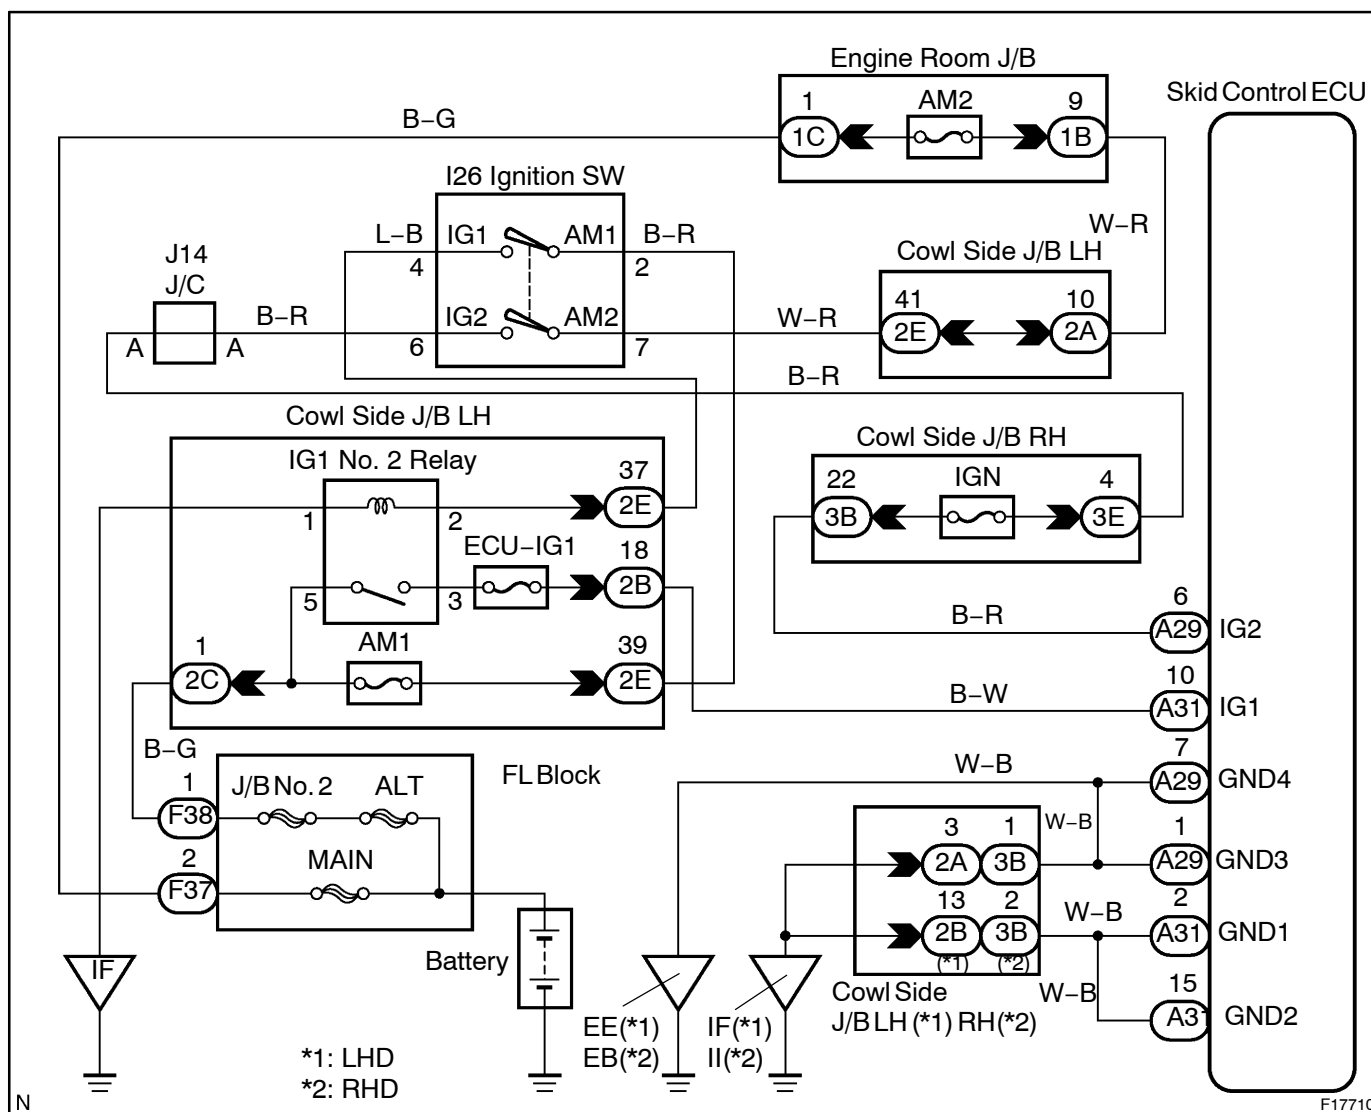 Engine Room J/B
Skid Control ECU
1
AM2
9
B–G
1C
1B
I26 Ignition SW
W–R
L–B
IG1
AM1
B–R
4
2
J14
J/C
Cowl Side J/B LH
41
10
B–R
IG2
AM2
W–R
2E
2A
A
A
6
7
B–R
Cowl Side J/B LH
Cowl Side J/B RH
IG1 No. 2 Relay
37
22
IGN
4
1
2
2E
3B
3E
ECU–IG1
18
5
3
2B
6
B–R
A29
IG2
1
AM1
39
2C
2E
10
B–W
A31
IG1
B–G
7
1
J/B No. 2
ALT
FL Block
W–B
A29
GND4
F38
3
1
W–B
1
2
MAIN
2A
3B
A29
GND3
F37
13
2
2
W–B
2B
3B
A31
GND1
(*1)
(*2)
IF
Battery
15
Cowl Side
W–B
J/B LH (*1) RH(*2)
A31
GND2
EE(*1)
EB(*2)
IF(*1)
II(*2)
*1: LHD
*2: RHD
N
F17710